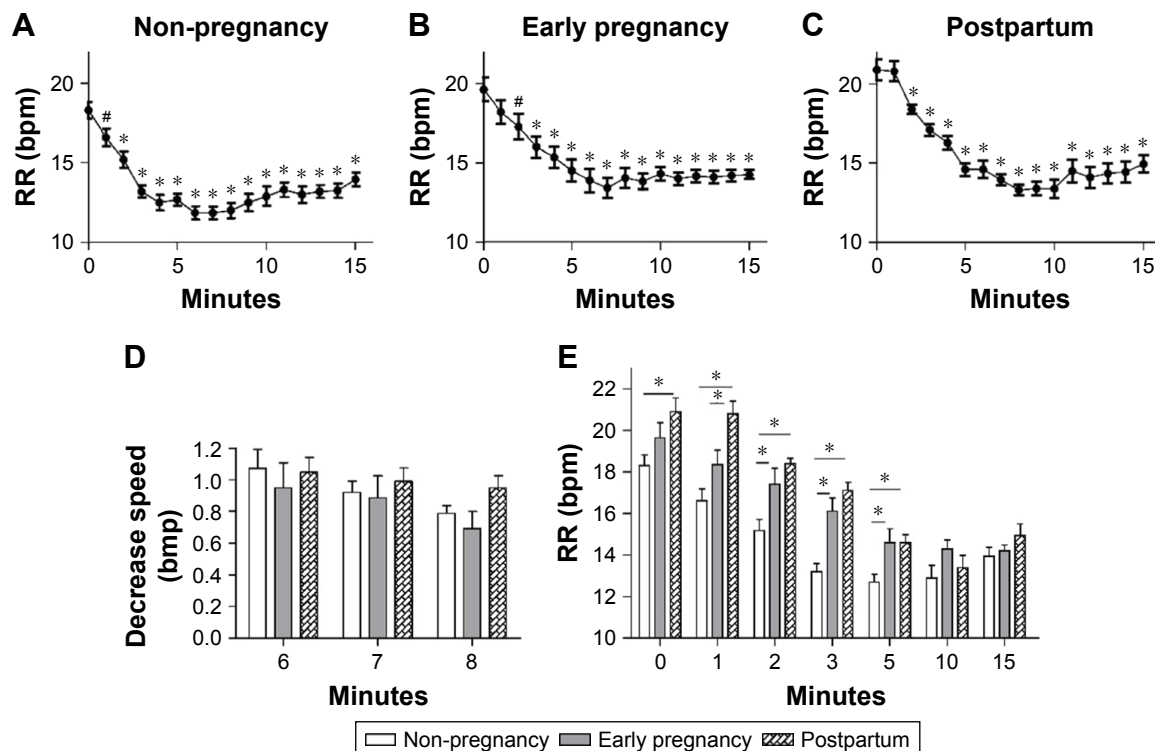 A Non-pregnancy
RR (bpm)
20
15
10
# * * * * * * * * * * * * * *
0 5 10 15
Minutes
B Early pregnancy
RR (bpm)
20
15
10
# * * * * * * * * * * * * *
0 5 10 15
Minutes
C Postpartum
RR (bpm)
20
15
10
* * * * * * * * * * * * * *
0 5 10 15
Minutes
D
Decrease speed
(bmp)
1.2
1.0
0.8
0.6
0.4
0.2
0.0
6 7 8
Minutes
E
RR (bpm)
22
20
18
16
14
12
10
* * * * * * * * *
0 1 2 3 5 10 15
Minutes
Non-pregnancy Early pregnancy Postpartum